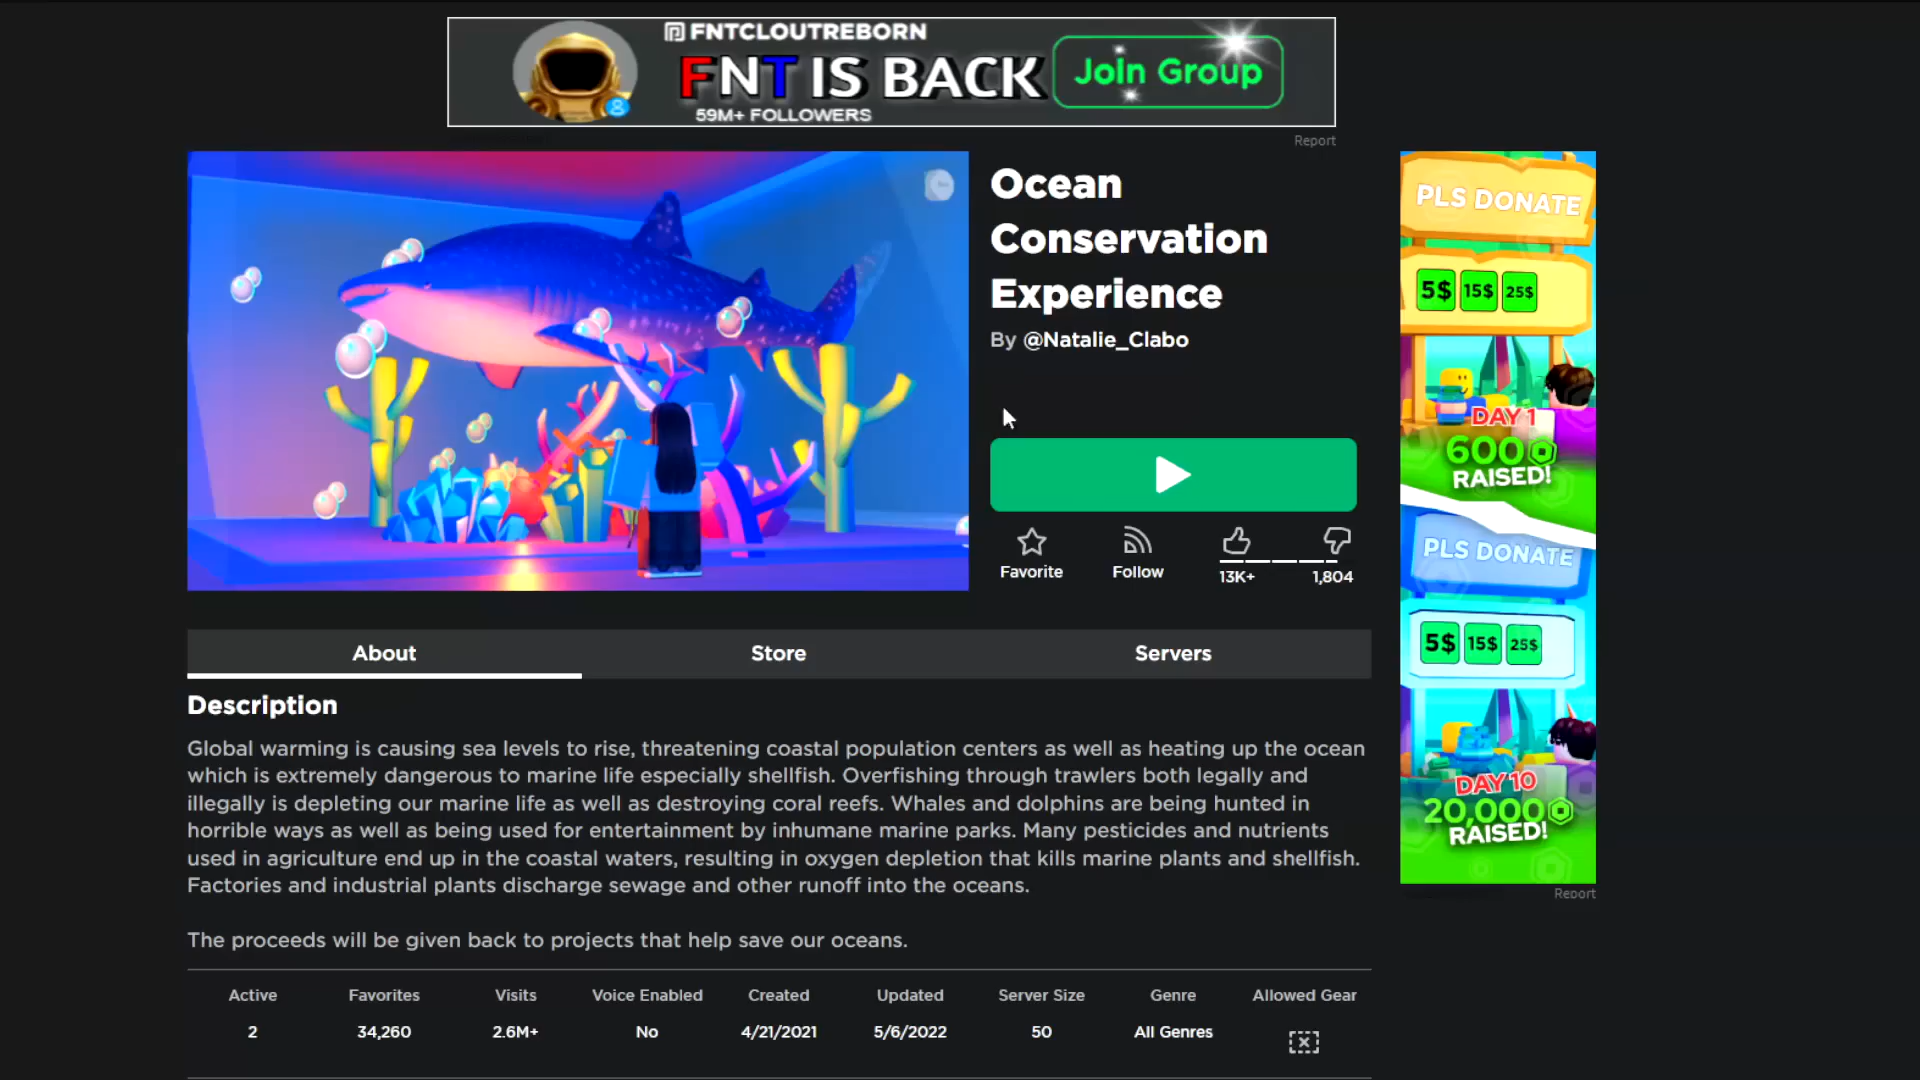 FNTCLOUTREBORN
FNT IS BACK
59M+ FOLLOWERS
Join Group
Report
Ocean
Conservation
Experience
By @Natalie_Clabo
Favorite
Follow
13K+
1,804
PLS DONATE
5$ 15$ 25$
DAY 1
600
RAISED!
PLS DONATE
5$ 15$ 25$
DAY 10
20,000
RAISED!
Report
About
Store
Servers
Description
Global warming is causing sea levels to rise, threatening coastal population centers as well as heating up the ocean
which is extremely dangerous to marine life especially shellfish. Overfishing through trawlers both legally and
illegally is depleting our marine life as well as destroying coral reefs. Whales and dolphins are being hunted in
horrible ways as well as being used for entertainment by inhumane marine parks. Many pesticides and nutrients
used in agriculture end up in the coastal waters, resulting in oxygen depletion that kills marine plants and shellfish.
Factories and industrial plants discharge sewage and other runoff into the oceans.
The proceeds will be given back to projects that help save our oceans.
Active Favorites Visits Voice Enabled Created Updated Server Size Genre Allowed Gear
2 34,260 2.6M+ No 4/21/2021 5/6/2022 50 All Genres